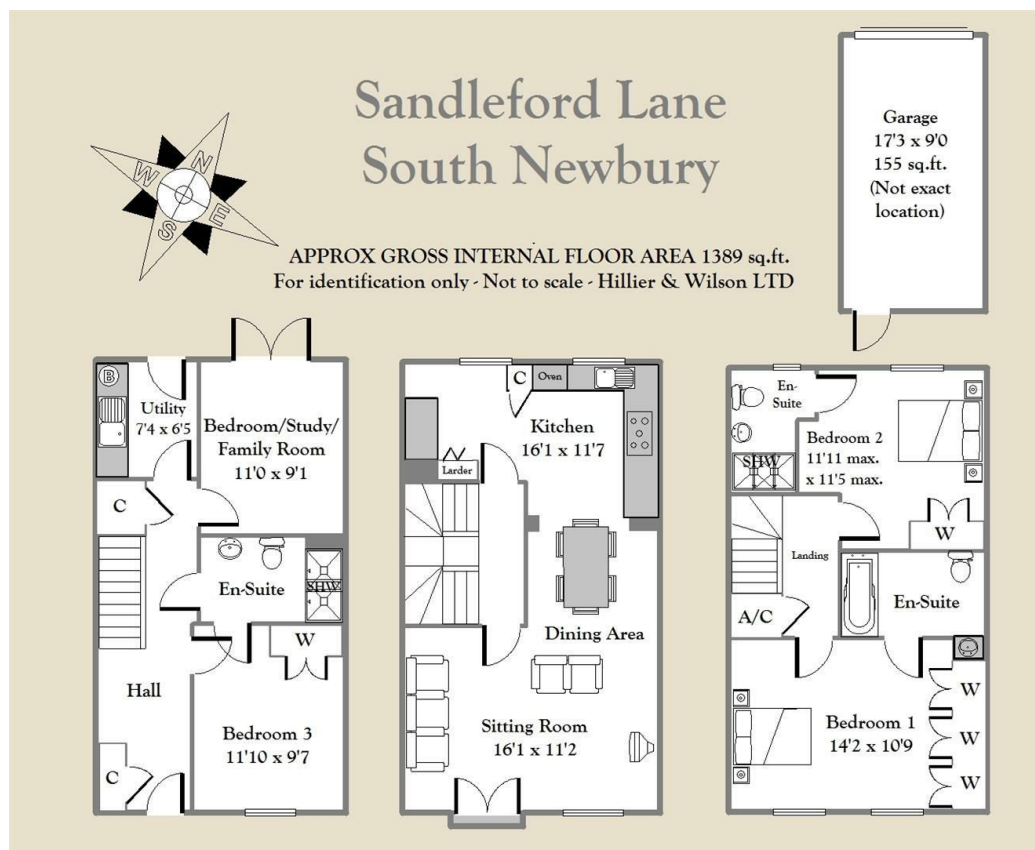 Sandleford Lane
South Newbury
N
W
E
S
APPROX GROSS INTERNAL FLOOR AREA 1389 sq.ft.
For identification only - Not to scale - Hillier & Wilson LTD
Garage
17'3 x 9'0
155 sq.ft.
(Not exact
location)
B
Utility
7'4 x 6'5
Bedroom/Study/
Family Room
11'0 x 9'1
C
En-Suite
SHW
W
Hall
Bedroom 3
11'10 x 9'7
C
C
Oven
Kitchen
16'1 x 11'7
Larder
Dining Area
Sitting Room
16'1 x 11'2
En-
Suite
Bedroom 2
11'11 max.
x 11'5 max.
SHW
W
Landing
A/C
En-Suite
Bedroom 1
14'2 x 10'9
W
W
W